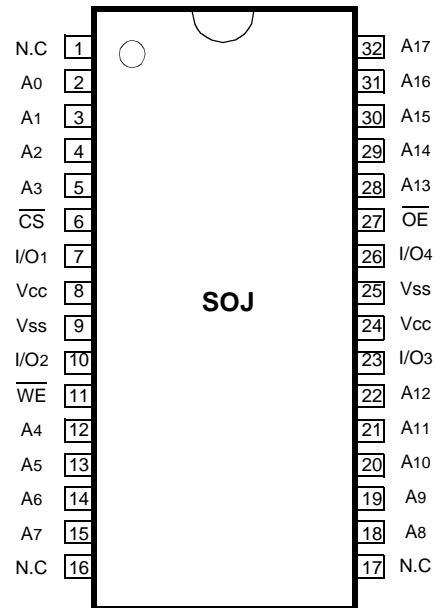 N.C 1 32 A17
A0 2 31 A16
A1 3 30 A15
A2 4 29 A14
A3 5 28 A13
C̅S̅ 6 27 O̅E̅
I/O1 7 26 I/O4
Vcc 8 25 Vss
SOJ
Vss 9 24 Vcc
I/O2 10 23 I/O3
W̅E̅ 11 22 A12
A4 12 21 A11
A5 13 20 A10
A6 14 19 A9
A7 15 18 A8
N.C 16 17 N.C